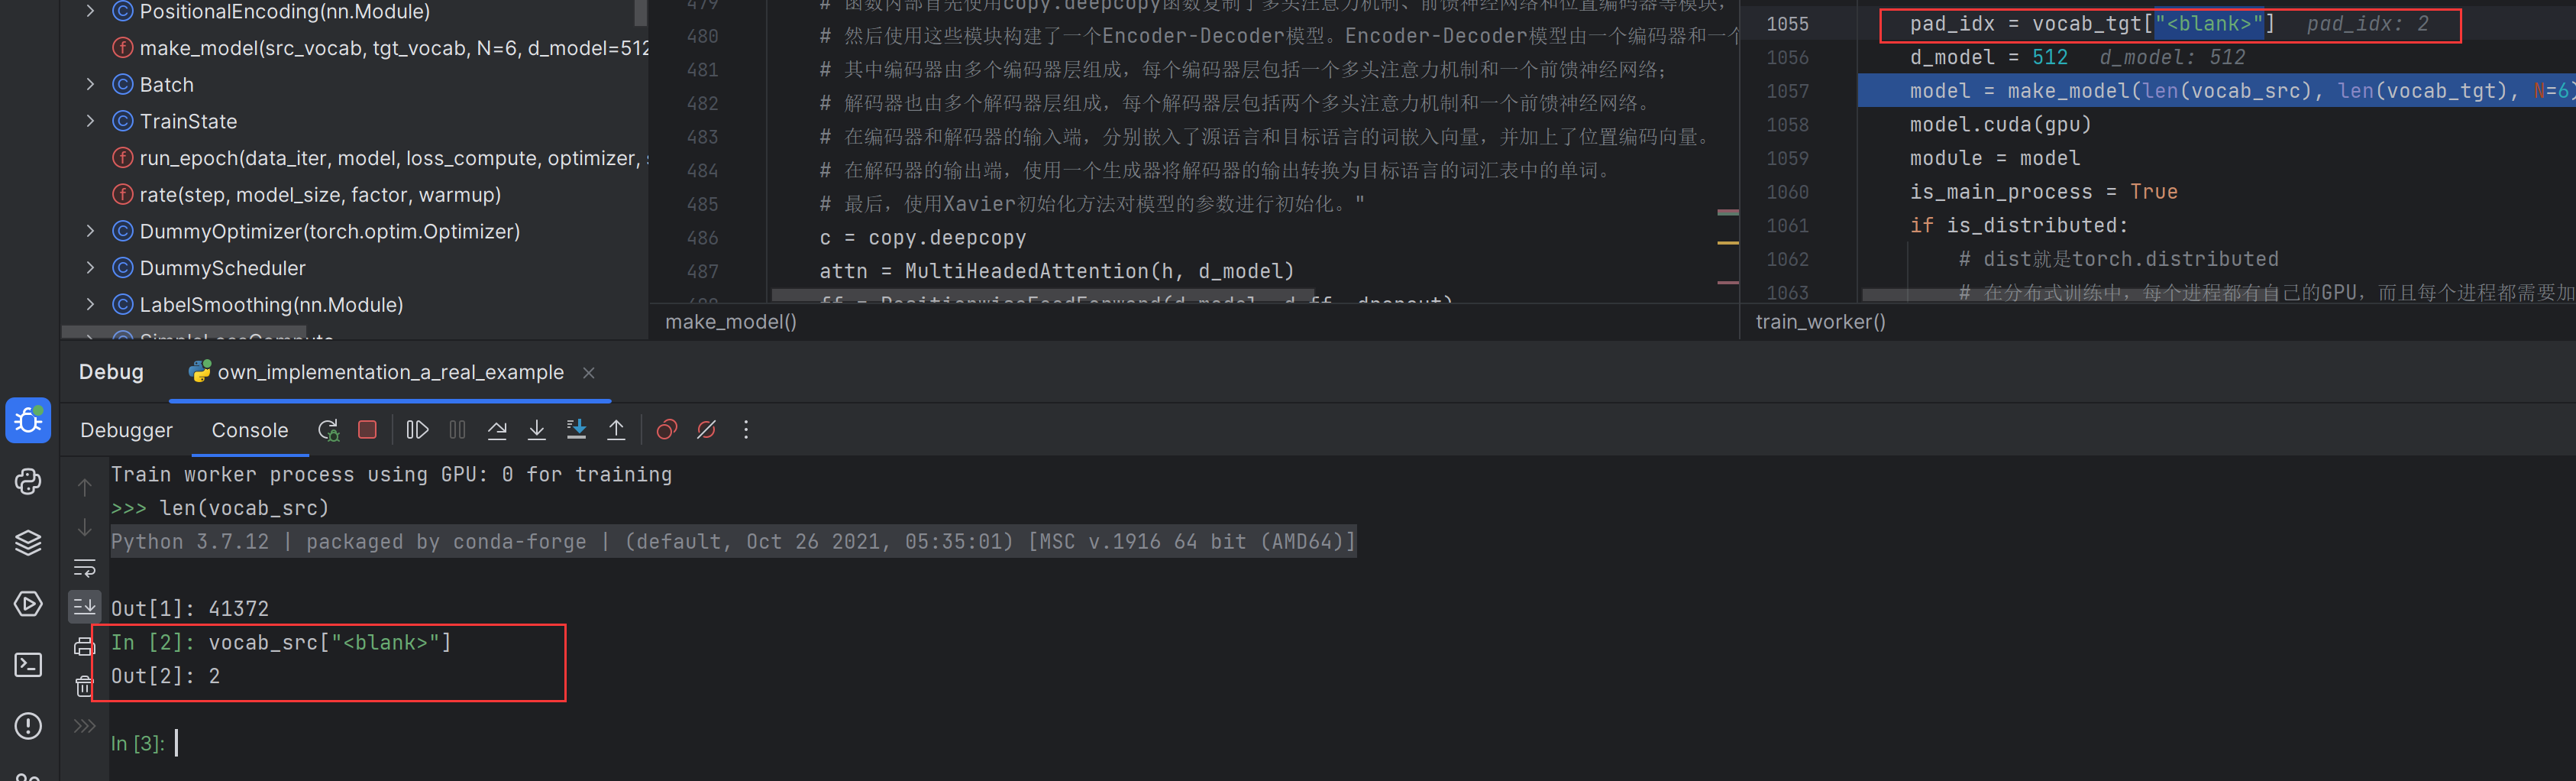 PositionalEncoding(nn.Module)
make_model(src_vocab, tgt_vocab, N=6, d_model=512
Batch
TrainState
run_epoch(data_iter, model, loss_compute, optimizer, s
rate(step, model_size, factor, warmup)
DummyOptimizer(torch.optim.Optimizer)
DummyScheduler
LabelSmoothing(nn.Module)
SimpleLossCompute
479 # 函数内部首先使用copy.deepcopy函数复制了多头注意力机制、前馈神经网络和位置编码器等模块,
480 # 然后使用这些模块构建了一个Encoder-Decoder模型。Encoder-Decoder模型由一个编码器和一个
481 # 其中编码器由多个编码器层组成，每个编码器层包括一个多头注意力机制和一个前馈神经网络；
482 # 解码器也由多个解码器层组成，每个解码器层包括两个多头注意力机制和一个前馈神经网络。
483 # 在编码器和解码器的输入端，分别嵌入了源语言和目标语言的词嵌入向量，并加上了位置编码向量。
484 # 在解码器的输出端，使用一个生成器将解码器的输出转换为目标语言的词汇表中的单词。
485 # 最后，使用Xavier初始化方法对模型的参数进行初始化。"
486 c = copy.deepcopy
487 attn = MultiHeadedAttention(h, d_model)
488 ff = PositionwiseFeedForward(d_model, d_ff, dropout)
make_model()
1055 pad_idx = vocab_tgt["<blank>"] pad_idx: 2
1056 d_model = 512 d_model: 512
1057 model = make_model(len(vocab_src), len(vocab_tgt), N=6)
1058 model.cuda(gpu)
1059 module = model
1060 is_main_process = True
1061 if is_distributed:
1062 # dist就是torch.distributed
1063 # 在分布式训练中，每个进程都有自己的GPU，而且每个进程都需要加
train_worker()
Debug own_implementation_a_real_example
Debugger Console
Train worker process using GPU: 0 for training
>>> len(vocab_src)
Python 3.7.12 | packaged by conda-forge | (default, Oct 26 2021, 05:35:01) [MSC v.1916 64 bit (AMD64)]
Out[1]: 41372
In [2]: vocab_src["<blank>"]
Out[2]: 2
In [3]: